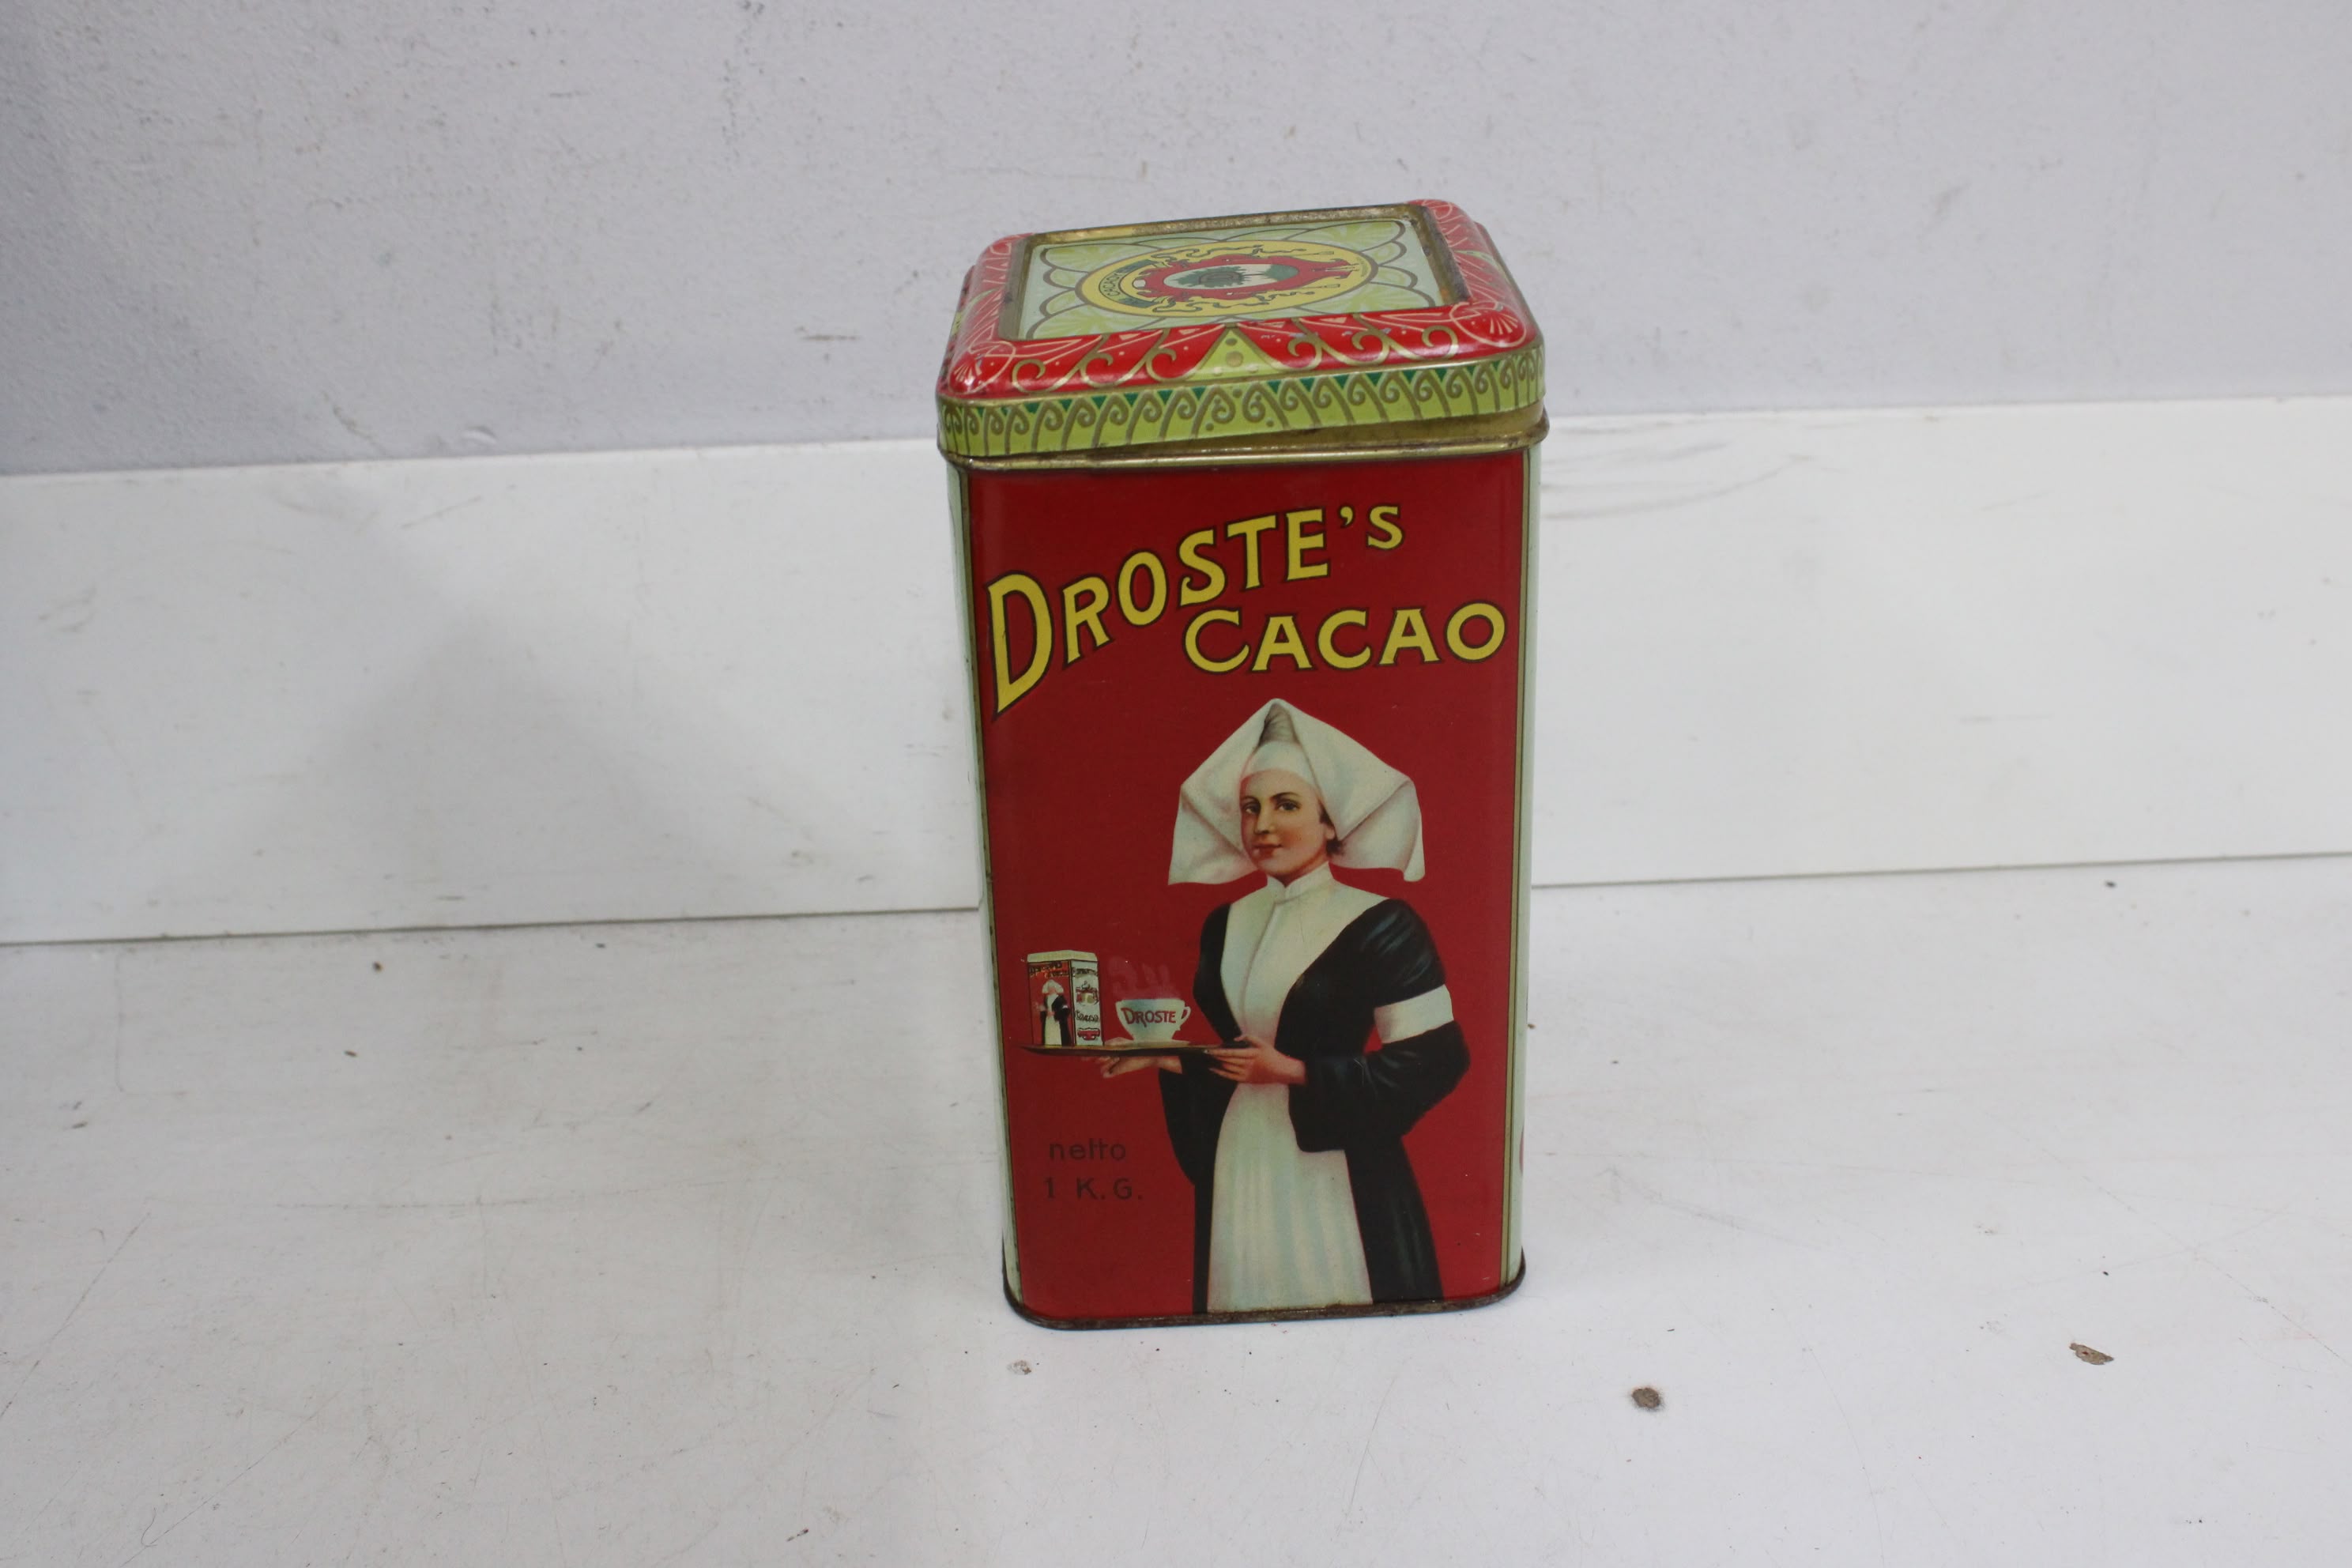 DROSTE'S
CACAO
DROSTE
netto
1 K.G.